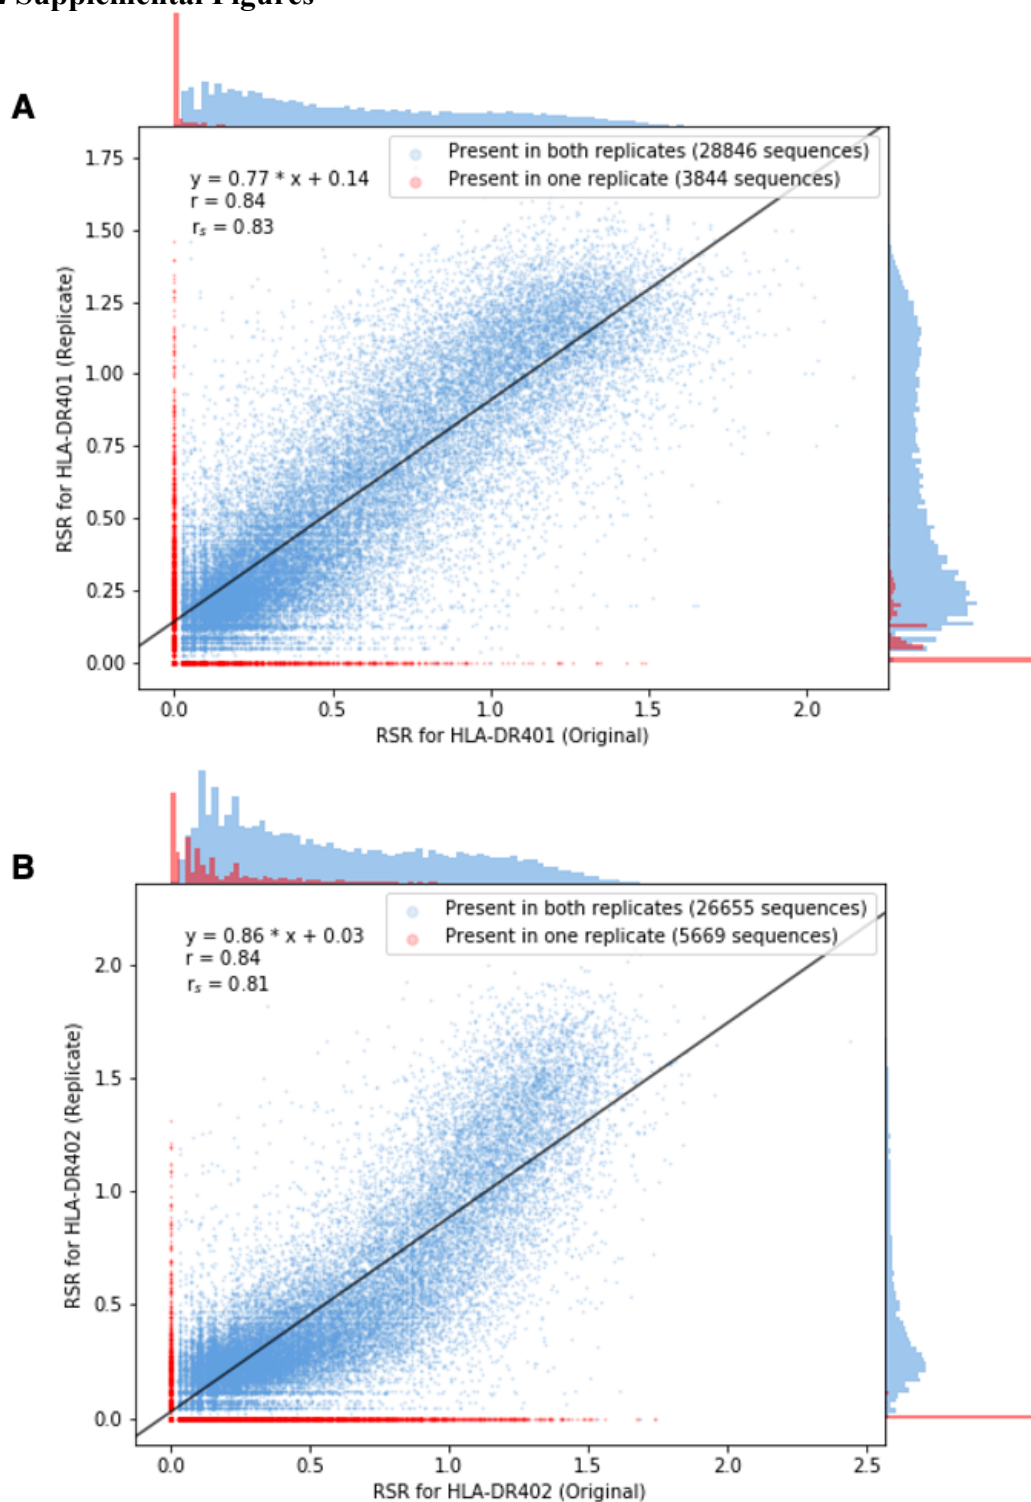 Supplemental Figures
A
Present in both replicates (28846 sequences)
Present in one replicate (3844 sequences)
y = 0.77 * x + 0.14
r = 0.84
rs = 0.83
1.75
1.50
1.25
1.00
0.75
0.50
0.25
0.00
RSR for HLA-DR401 (Replicate)
0.0 0.5 1.0 1.5 2.0
RSR for HLA-DR401 (Original)
B
Present in both replicates (26655 sequences)
Present in one replicate (5669 sequences)
y = 0.86 * x + 0.03
r = 0.84
rs = 0.81
2.0
1.5
1.0
0.5
0.0
RSR for HLA-DR402 (Replicate)
0.0 0.5 1.0 1.5 2.0 2.5
RSR for HLA-DR402 (Original)